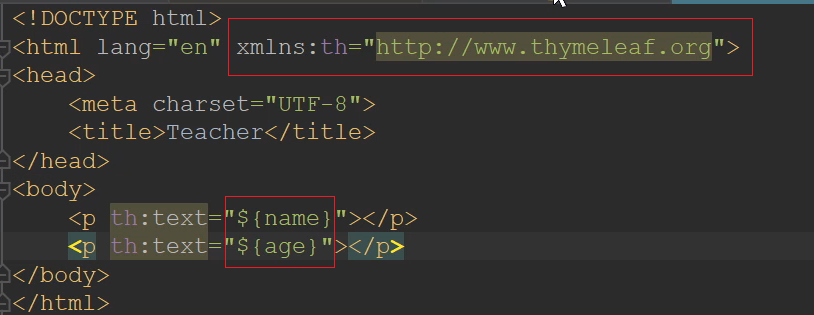 <!DOCTYPE html>
<html lang="en" xmlns:th="http://www.thymeleaf.org">
<head>
    <meta charset="UTF-8">
    <title>Teacher</title>
</head>
<body>
    <p th:text="${name}"></p>
    <p th:text="${age}"></p>
</body>
</html>